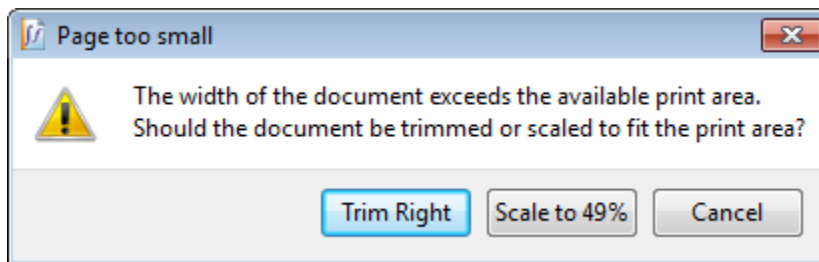 Page too small
The width of the document exceeds the available print area.
Should the document be trimmed or scaled to fit the print area?
Trim Right
Scale to 49%
Cancel